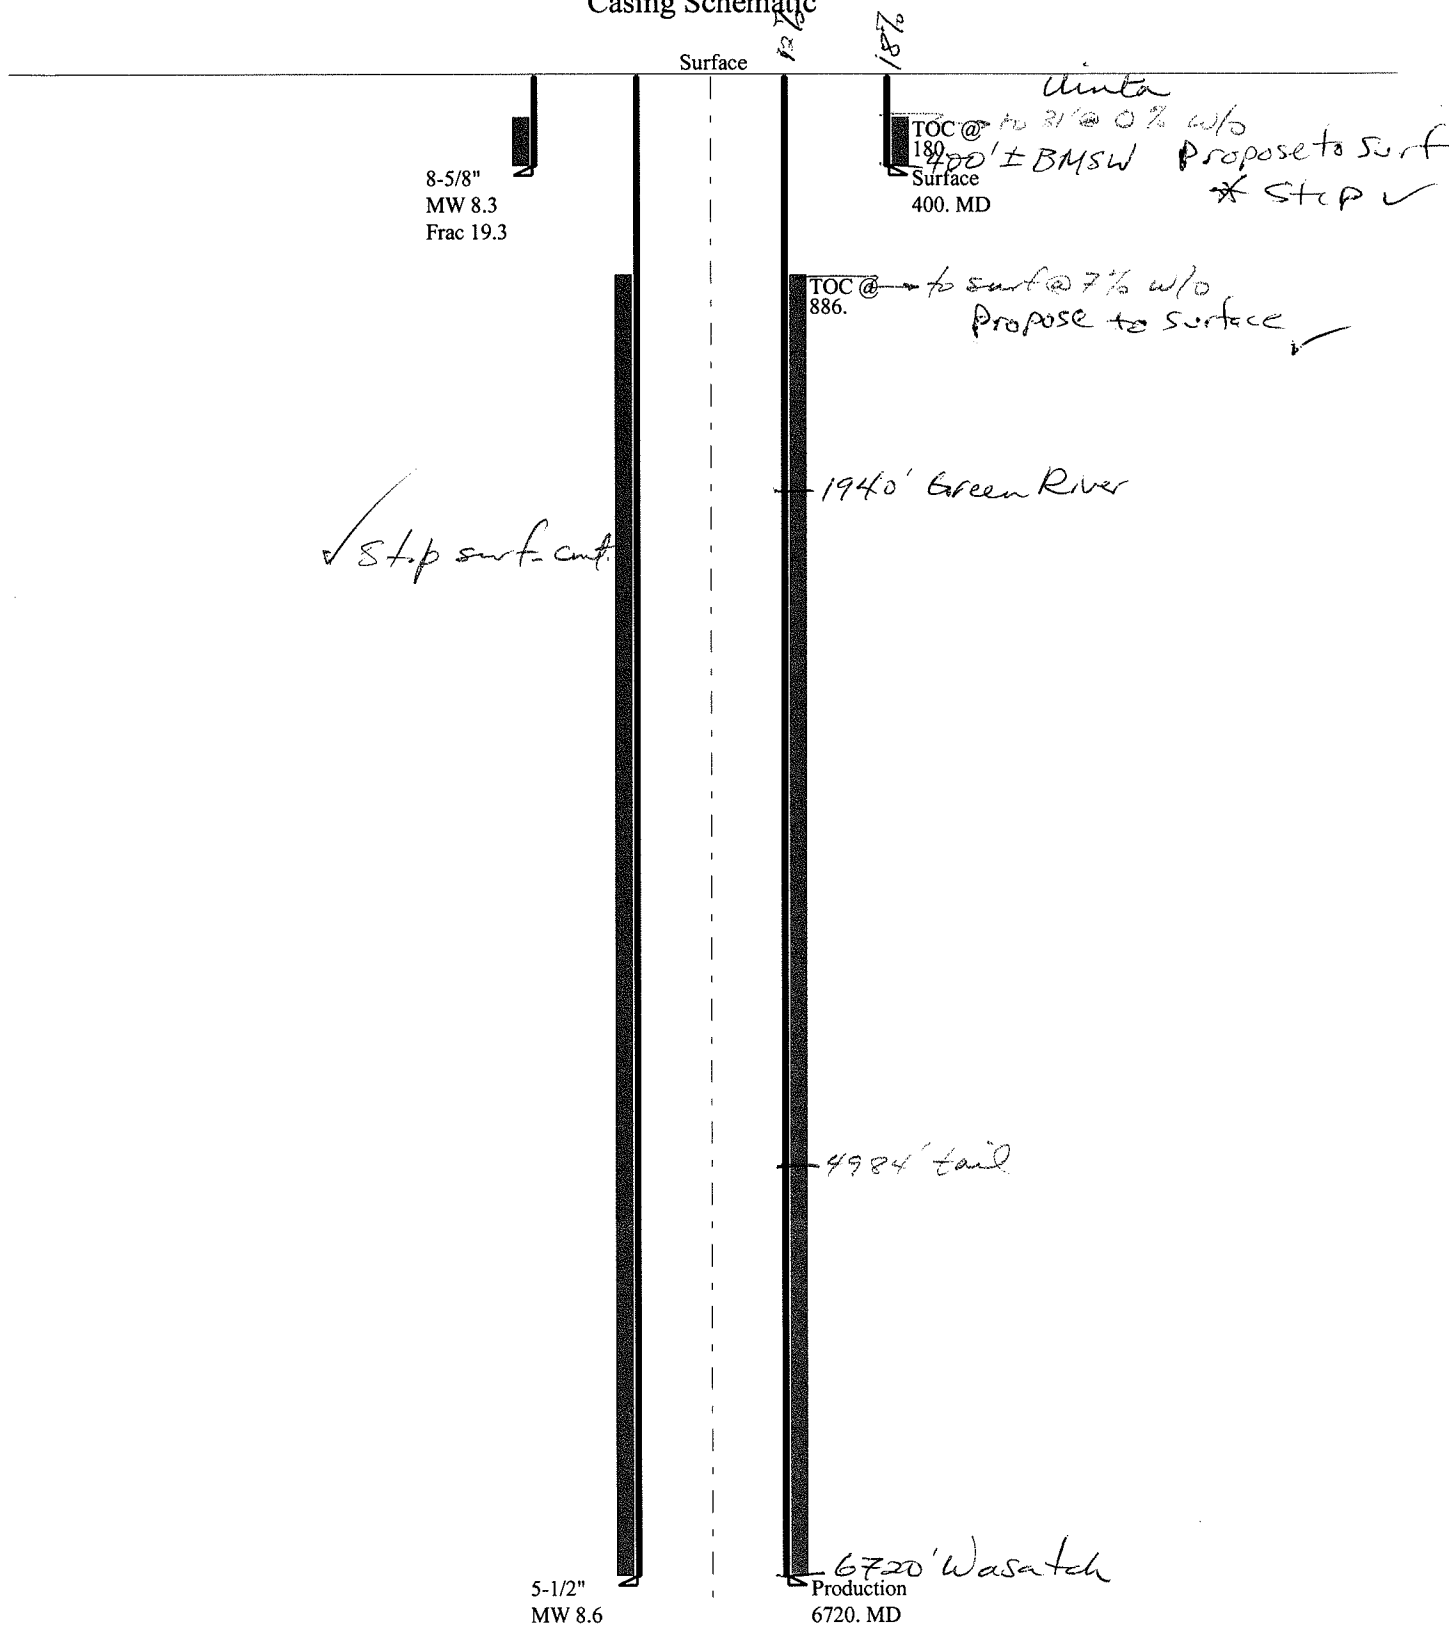 Casing Schematic
12%
18%
Surface
Uinta
TOC @ to 31' @ 0% w/o
180.
400' ± BMSW Propose to surf
8-5/8"
MW 8.3
Frac 19.3
Surface
400. MD
* Stip ✓
TOC @ → to surf @ 7% w/o
886.
Propose to surface ✓
1940' Green River
✓ Stip surf. cmt.
4984' tail
6720' Wasatch
5-1/2"
MW 8.6
Production
6720. MD